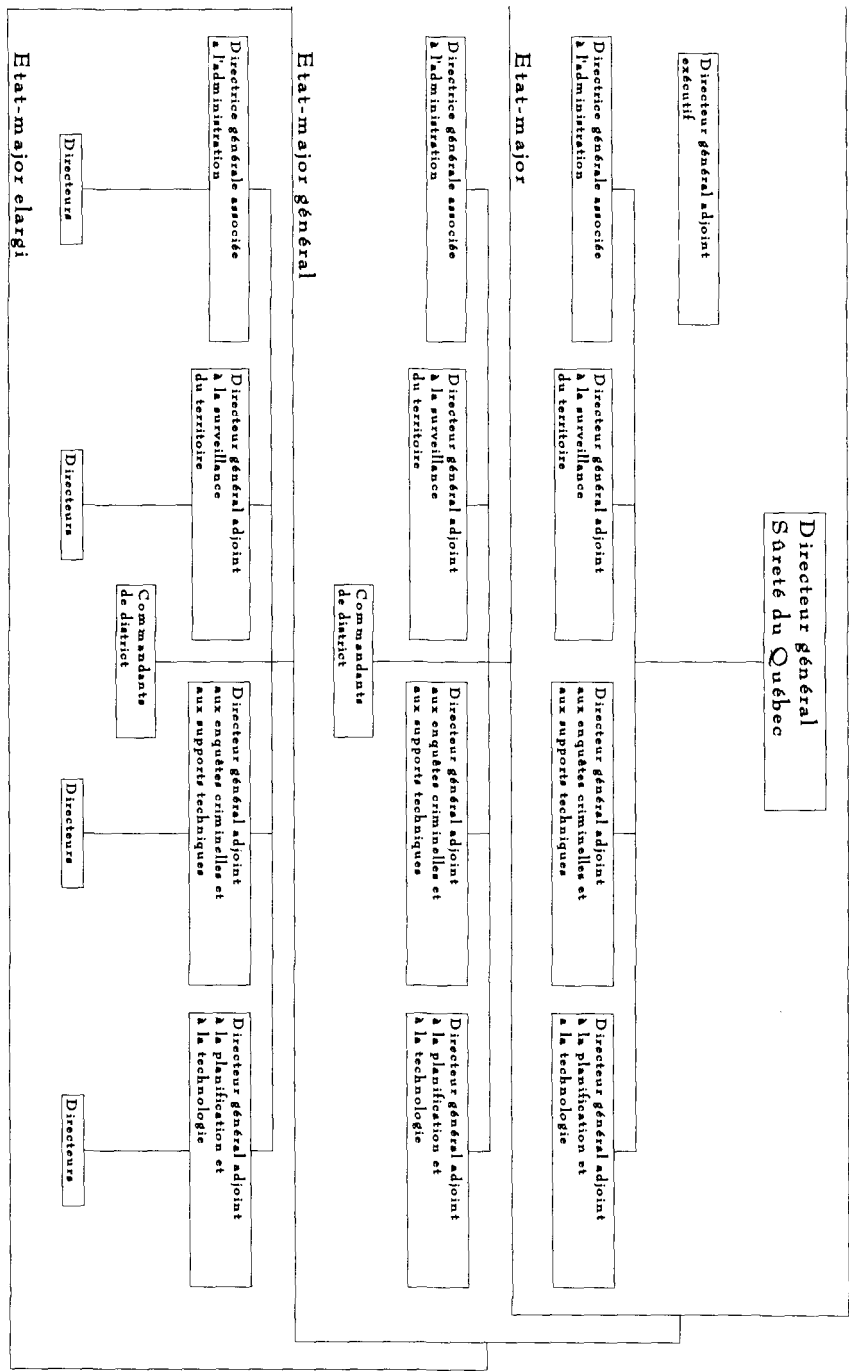 Directeur général
Sûreté du Québec
Directeur général adjoint
exécutif
Directrice générale associée
à l'administration
Directeur général adjoint
à la surveillance
du territoire
Directeur général adjoint
aux enquêtes criminelles et
aux supports techniques
Directeur général adjoint
à la planification et
a la technologie
Etat-major
Directrice générale associée
à l'administration
Directeur général adjoint
à la surveillance
du territoire
Directeur général adjoint
aux enquêtes criminelles et
aux supports techniques
Directeur général adjoint
à la planification et
à la technologie
Commandants
de district
Etat-major général
Directrice générale associée
a l'administration
Directeur général adjoint
à la surveillance
du territoire
Directeur général adjoint
aux enquêtes criminelles et
aux supports techniques
Directeur général adjoint
à la planification et
à la technologie
Commandants
de district
Directeurs
Directeurs
Directeurs
Directeurs
Etat-major elargi